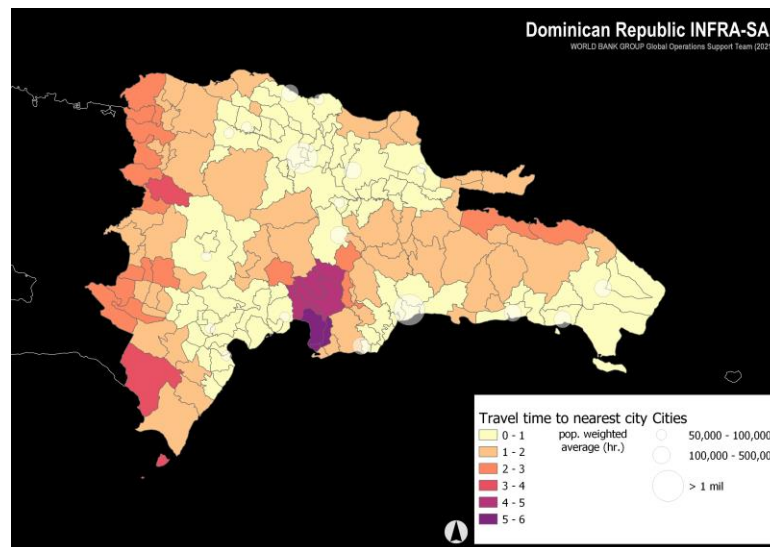 Dominican Republic INFRA-SA
WORLD BANK GROUP Global Operations Support Team (202
Travel time to nearest city Cities
0 - 1 pop. weighted 50,000 - 100,000
1 - 2 average (hr.) 100,000 - 500,00
2 - 3
3 - 4 > 1 mil
4 - 5
5 - 6